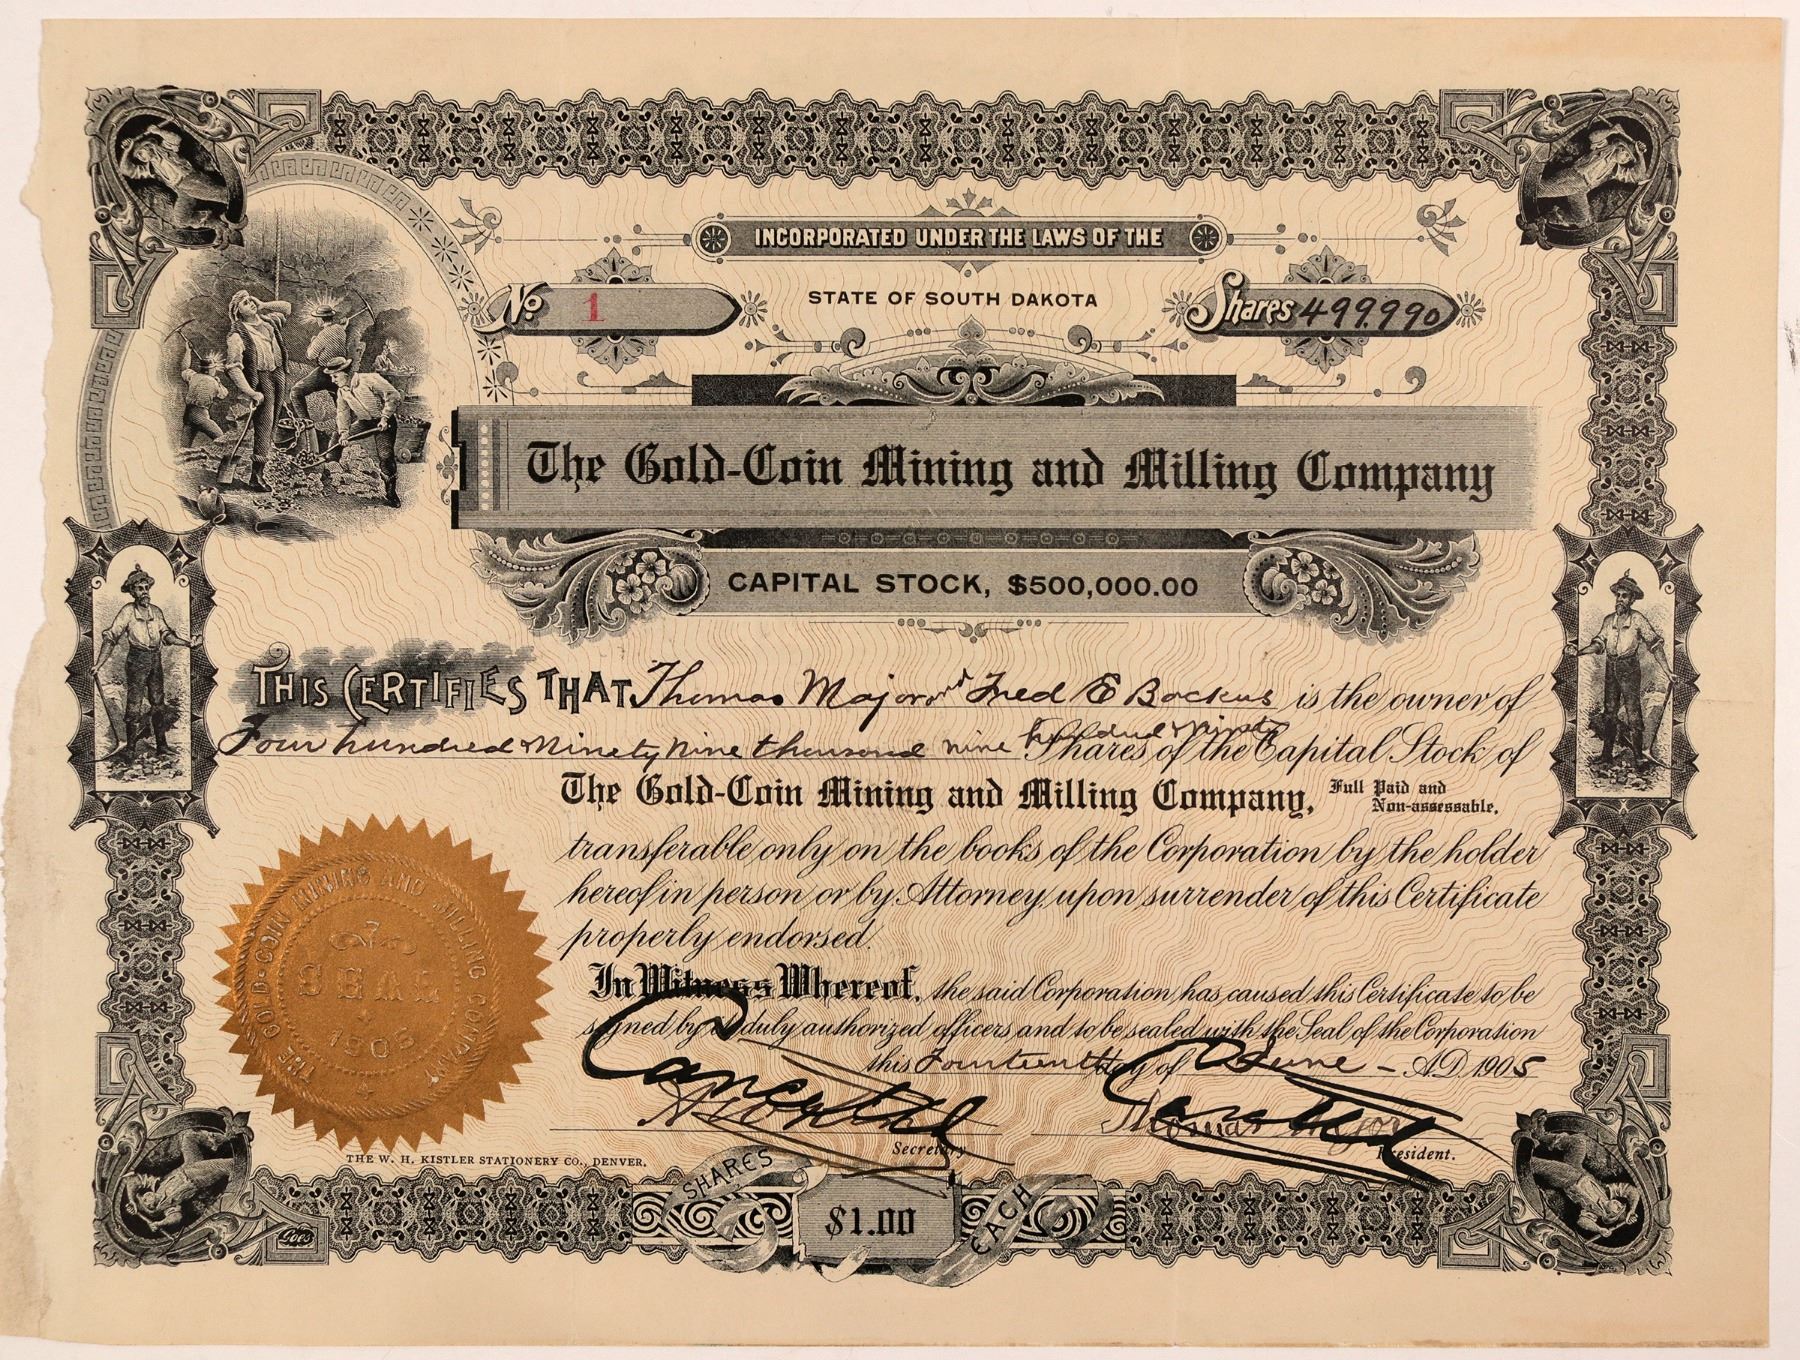 INCORPORATED UNDER THE LAWS OF THE
No 1
STATE OF SOUTH DAKOTA
Shares 499.990
The Gold-Coin Mining and Milling Company
CAPITAL STOCK, $500,000.00
THIS CERTIFIES THAT Thomas Major and Fred E Backus is the owner of
Four hundred & Ninety nine thousand nine hundred & Ninety Shares of the Capital Stock of
The Gold-Coin Mining and Milling Company, Full Paid and
Non-assessable,
transferable only on the books of the Corporation by the holder
hereof in person or by Attorney, upon surrender of this Certificate
properly endorsed.
In Witness Whereof, the said Corporation has caused this Certificate to be
signed by its duly authorized officers and to be sealed with the Seal of the Corporation
this Fourteenth day of June - A.D. 1905
Cancelled
Cancelled
Thomas Major
Secretary
President.
THE GOLD-COIN MINING AND MILLING COMPANY
SEAL
1905
THE W. H. KISTLER STATIONERY CO., DENVER.
SHARES
$1.00
EACH
Goes